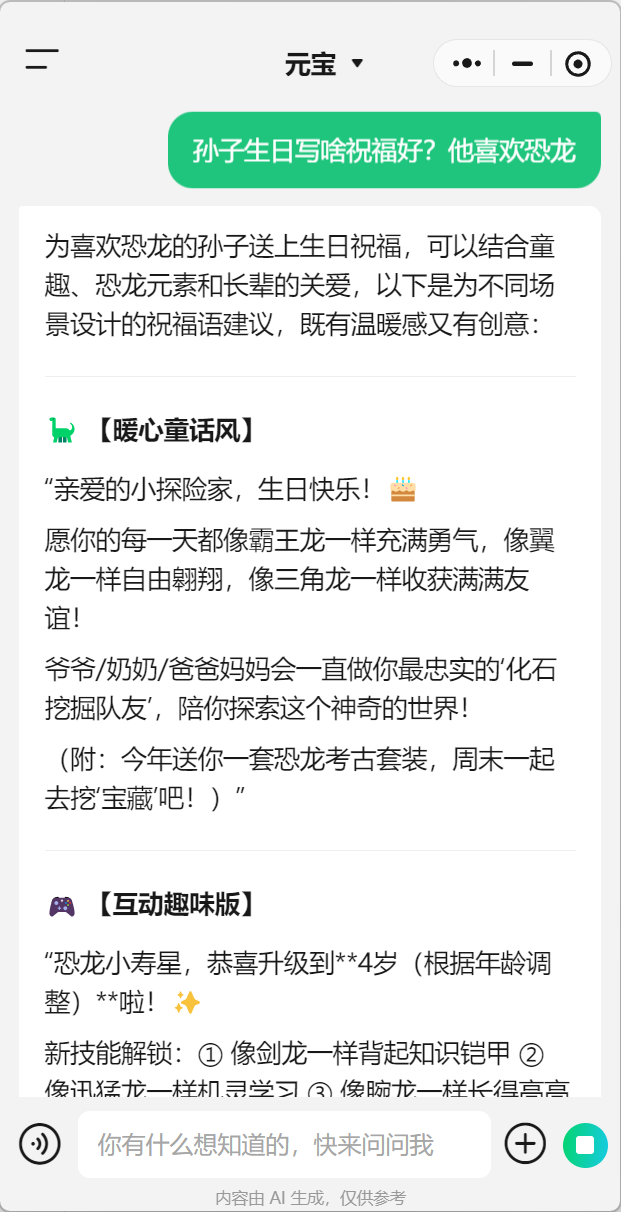 元宝
孙子生日写啥祝福好？他喜欢恐龙
为喜欢恐龙的孙子送上生日祝福，可以结合童
趣、恐龙元素和长辈的关爱，以下是为不同场
景设计的祝福语建议，既有温暖感又有创意：
【暖心童话风】
“亲爱的小探险家，生日快乐！
愿你的每一天都像霸王龙一样充满勇气，像翼
龙一样自由翱翔，像三角龙一样收获满满友
谊！
爷爷/奶奶/爸爸妈妈会一直做你最忠实的‘化石
挖掘队友’，陪你探索这个神奇的世界！
（附：今年送你一套恐龙考古套装，周末一起
去挖‘宝藏’吧！）”
【互动趣味版】
“恐龙小寿星，恭喜升级到**4岁（根据年龄调
整）**啦！
新技能解锁：① 像剑龙一样背起知识铠甲 ②
像迅猛龙一样机灵学习 ③ 像腕龙一样长得高高
你有什么想知道的，快来问问我
内容由 AI 生成，仅供参考